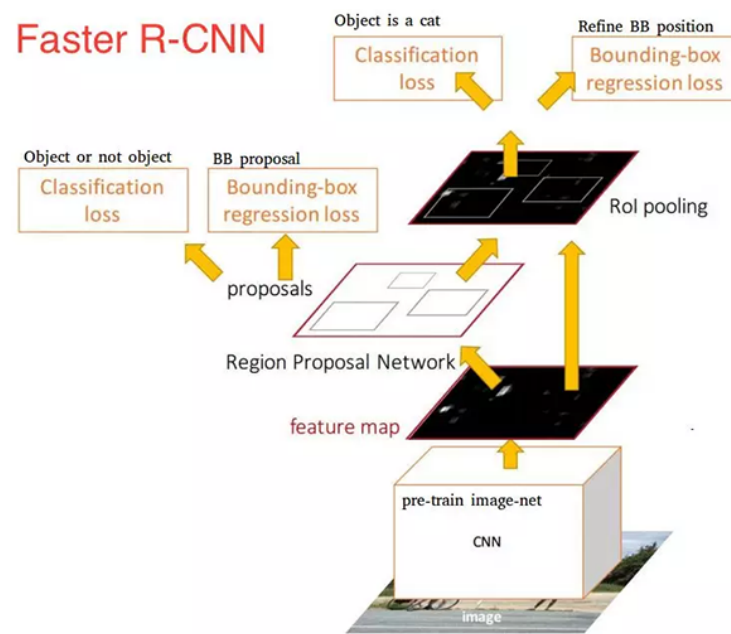 Faster R-CNN
Object is a cat
Classification
loss
Refine BB position
Bounding-box
regression loss
Object or not object
Classification
loss
BB proposal
Bounding-box
regression loss
RoI pooling
proposals
Region Proposal Network
feature map
pre-train image-net
CNN
image